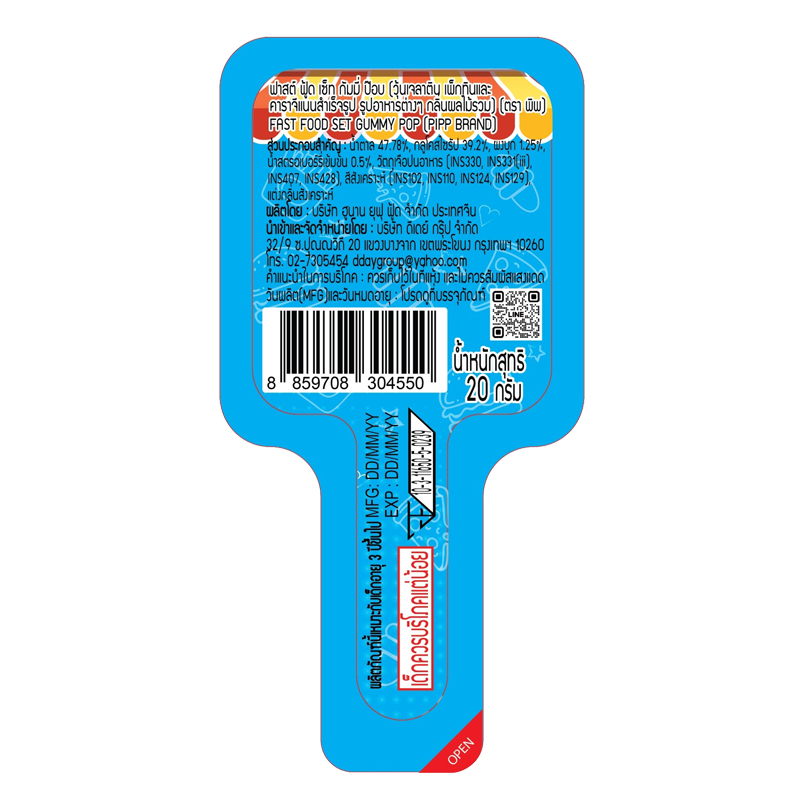 ฟาสต์ ฟู้ด เซ็ท กัมมี่ ป๊อบ (วุ้นเจลาติน เพ็กทินและ
คาราจีแนนสำเร็จรูป รูปอาหารต่างๆ กลิ่นผลไม้รวม) (ตรา พิพ)
FAST FOOD SET GUMMY POP (PIPP BRAND)
ส่วนประกอบสำคัญ : น้ำตาล 47.78%, กลูโคสไซรัป 39.2%, ผงบุก 1.25%,
น้ำสตรอเบอร์รี่เข้มข้น 0.5%, วัตถุเจือปนอาหาร (INS330, INS331(iii),
INS407, INS428), สีสังเคราะห์ (INS102, INS110, INS124, INS129),
แต่งกลิ่นสังเคราะห์
ผลิตโดย : บริษัท ฮูนาน ยูฟู ฟู้ด จำกัด ประเทศจีน
นำเข้าและจัดจำหน่ายโดย : บริษัท ดีเดย์ กรุ๊ป จำกัด
32/9 ซ.ปุณณวิถี 20 แขวงบางจาก เขตพระโขนง กรุงเทพฯ 10260
โทร. 02-7305454 ddaygroup@yahoo.com
คำแนะนำในการบริโภค : ควรเก็บไว้ในที่แห้ง และไม่ควรสัมผัสแสงแดด
วันผลิต(MFG)และวันหมดอายุ : โปรดดูที่บรรจุภัณฑ์
LINE
8 859708 304550
น้ำหนักสุทธิ
20 กรัม
ผลิตภัณฑ์นี้เหมาะกับเด็กอายุ 3 ปีขึ้นไป
MFG: DD/MM/YY
EXP : DD/MM/YY
10-3-11660-5-0239
เด็กควรบริโภคแต่น้อย
OPEN